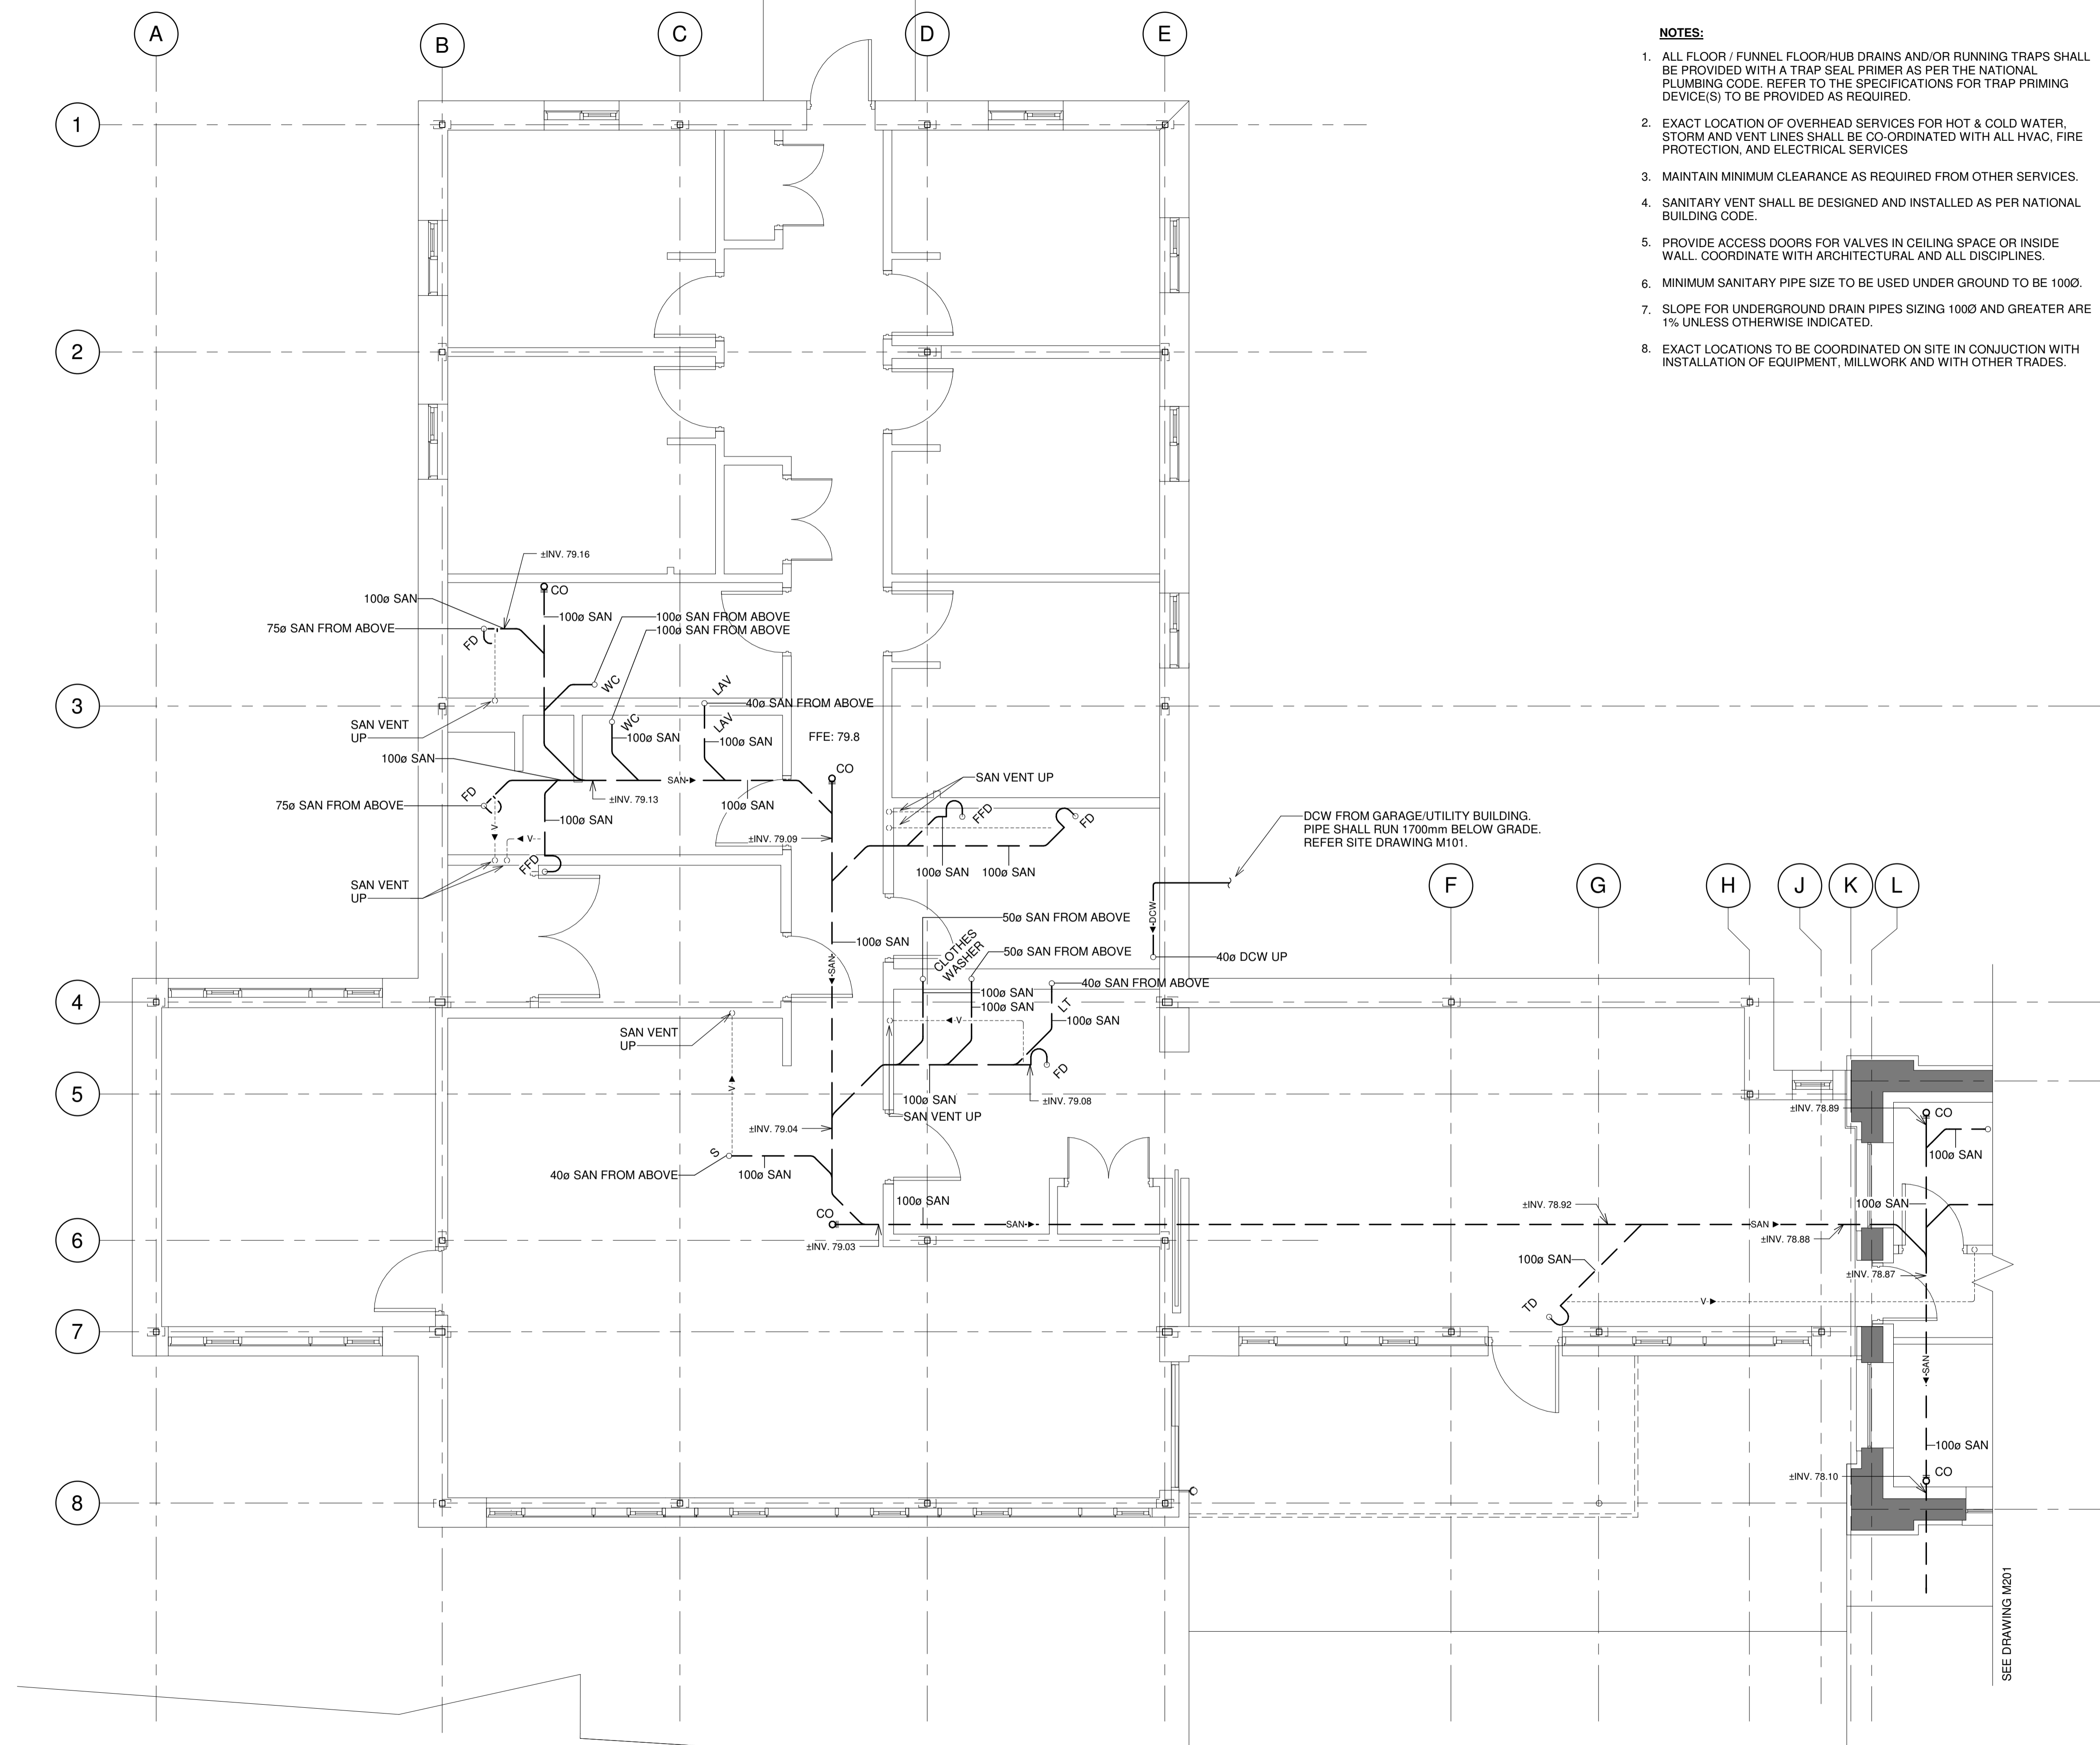 A
B
C
D
E
NOTES:
1. ALL FLOOR / FUNNEL FLOOR/HUB DRAINS AND/OR RUNNING TRAPS SHALL
BE PROVIDED WITH A TRAP SEAL PRIMER AS PER THE NATIONAL
PLUMBING CODE. REFER TO THE SPECIFICATIONS FOR TRAP PRIMING
DEVICE(S) TO BE PROVIDED AS REQUIRED.
2. EXACT LOCATION OF OVERHEAD SERVICES FOR HOT & COLD WATER,
STORM AND VENT LINES SHALL BE CO-ORDINATED WITH ALL HVAC, FIRE
PROTECTION, AND ELECTRICAL SERVICES
3. MAINTAIN MINIMUM CLEARANCE AS REQUIRED FROM OTHER SERVICES.
4. SANITARY VENT SHALL BE DESIGNED AND INSTALLED AS PER NATIONAL
BUILDING CODE.
5. PROVIDE ACCESS DOORS FOR VALVES IN CEILING SPACE OR INSIDE
WALL. COORDINATE WITH ARCHITECTURAL AND ALL DISCIPLINES.
6. MINIMUM SANITARY PIPE SIZE TO BE USED UNDER GROUND TO BE 100Ø.
7. SLOPE FOR UNDERGROUND DRAIN PIPES SIZING 100Ø AND GREATER ARE
1% UNLESS OTHERWISE INDICATED.
8. EXACT LOCATIONS TO BE COORDINATED ON SITE IN CONJUCTION WITH
INSTALLATION OF EQUIPMENT, MILLWORK AND WITH OTHER TRADES.
1
2
±INV. 79.16
CO
100ø SAN
100ø SAN
100ø SAN FROM ABOVE
75ø SAN FROM ABOVE
100ø SAN FROM ABOVE
FD
WC
LAV
3
40ø SAN FROM ABOVE
SAN VENT
UP
WC
LAV
100ø SAN
100ø SAN
FFE: 79.8
100ø SAN
CO
SAN
SAN VENT UP
FD
±INV. 79.13
75ø SAN FROM ABOVE
100ø SAN
100ø SAN
V
V
±INV. 79.09
FFD
FD
DCW FROM GARAGE/UTILITY BUILDING.
PIPE SHALL RUN 1700mm BELOW GRADE.
REFER SITE DRAWING M101.
FFD
100ø SAN
100ø SAN
SAN VENT
UP
F
G
H
J
K
L
50ø SAN FROM ABOVE
DCW
100ø SAN
CLOTHES
WASHER
50ø SAN FROM ABOVE
40ø DCW UP
SAN
40ø SAN FROM ABOVE
100ø SAN
4
100ø SAN
LT
V
100ø SAN
SAN VENT
UP
FD
5
V
100ø SAN
±INV. 79.08
SAN VENT UP
±INV. 78.89
CO
±INV. 79.04
S
100ø SAN
40ø SAN FROM ABOVE
100ø SAN
100ø SAN
±INV. 78.92
100ø SAN
CO
SAN
SAN
6
±INV. 79.03
±INV. 78.88
100ø SAN
±INV. 78.87
TD
V
7
SAN
100ø SAN
±INV. 78.10
CO
8
SEE DRAWING M201